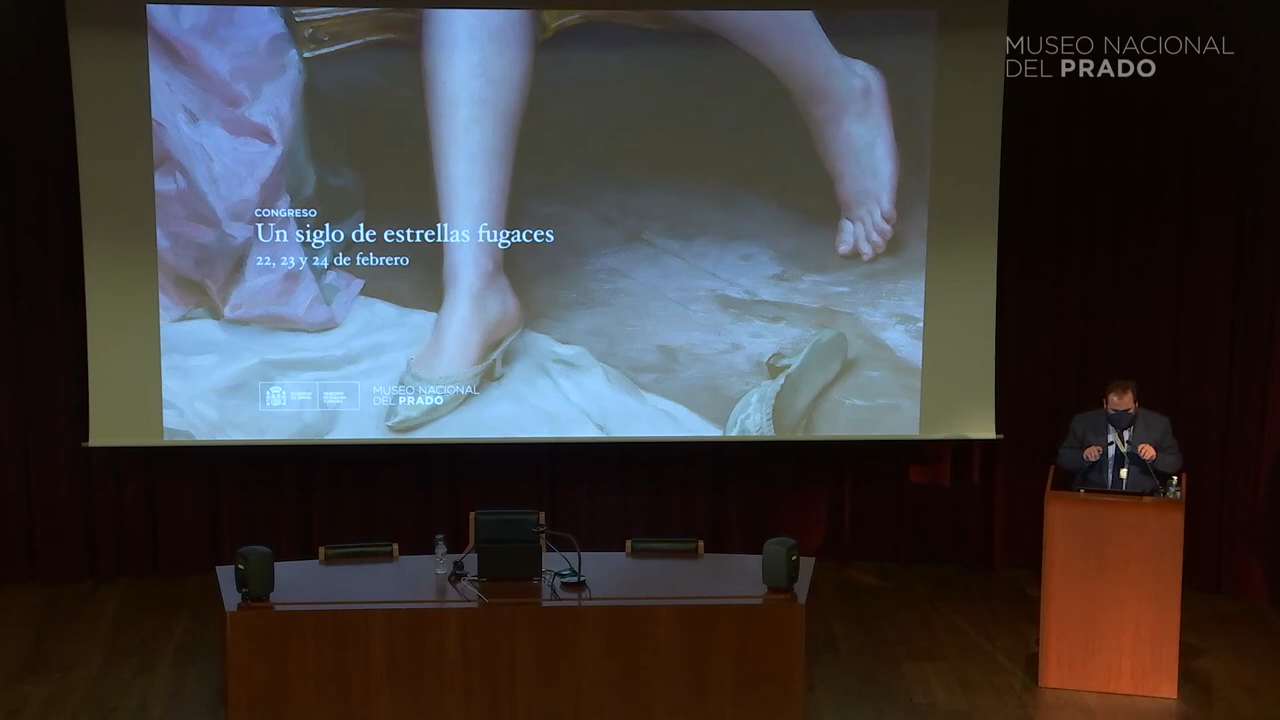 MUSEO NACIONAL
DEL PRADO
CONGRESO
Un siglo de estrellas fugaces
22, 23 y 24 de febrero
MUSEO NACIONAL
DEL PRADO